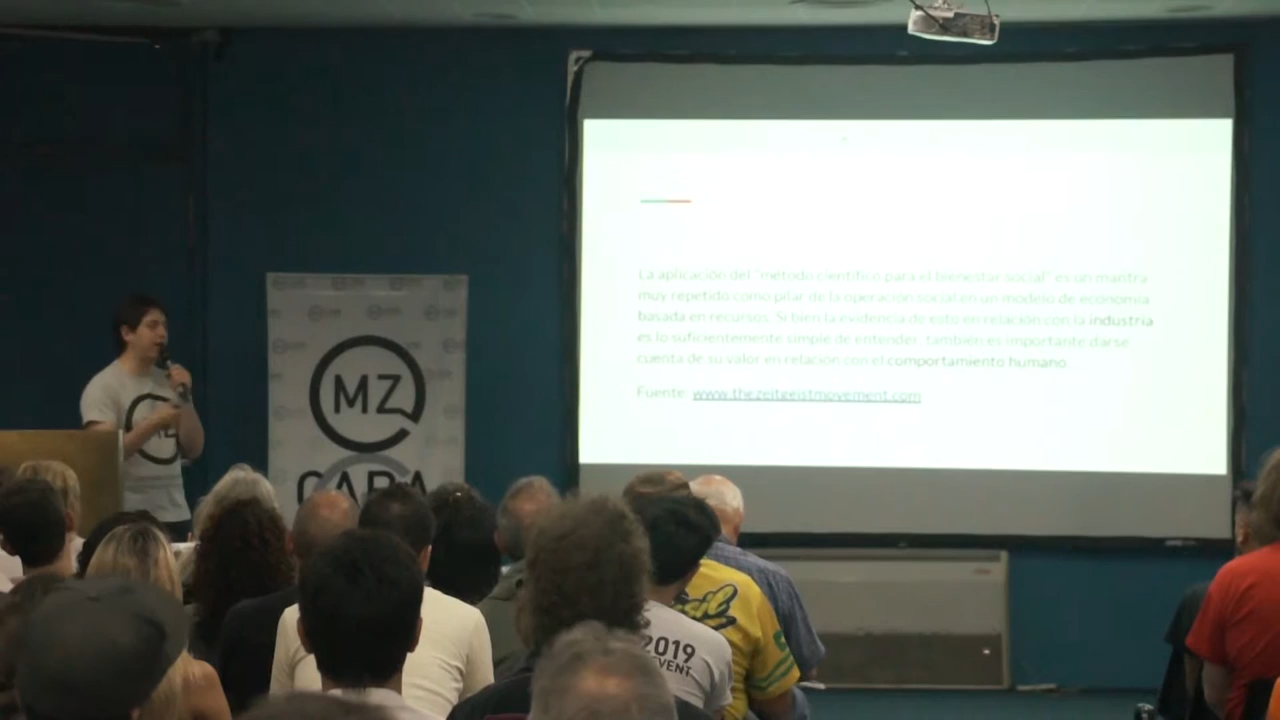 La aplicación del "método científico para el bienestar social" es un mantra
muy repetido como pilar de la operación social en un modelo de economía
basada en recursos. Si bien la evidencia de esto en relación con la industria
es lo suficientemente simple de entender, también es importante darse
cuenta de su valor en relación con el comportamiento humano.
Fuente: www.thezeitgeistmovement.com
MZ
CABA
2019
EVENT